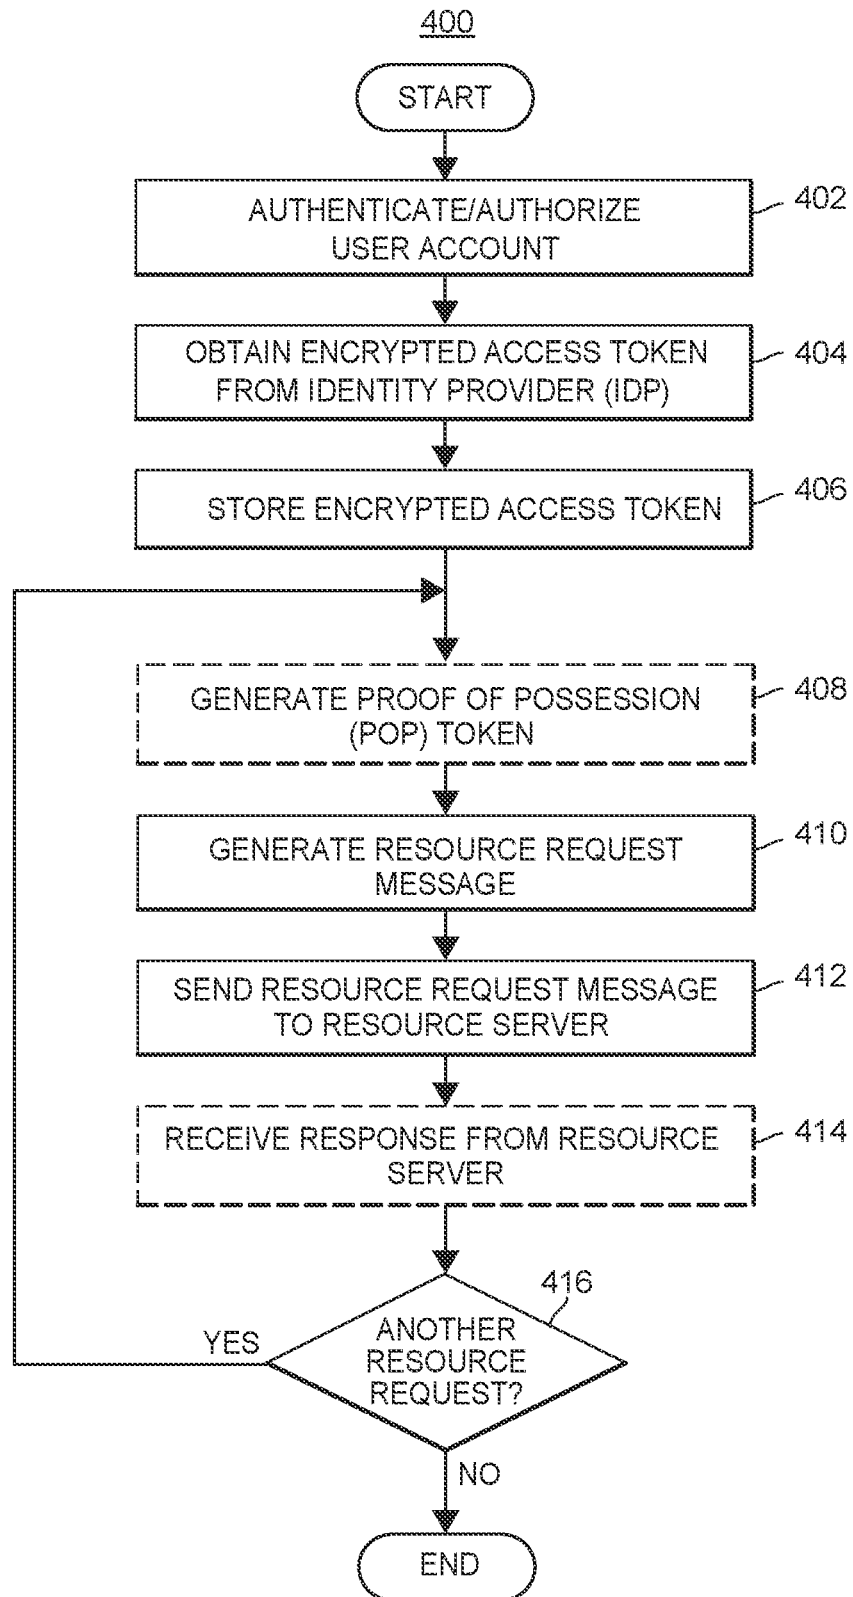 400
START
AUTHENTICATE/AUTHORIZE
USER ACCOUNT
402
OBTAIN ENCRYPTED ACCESS TOKEN
FROM IDENTITY PROVIDER (IDP)
404
STORE ENCRYPTED ACCESS TOKEN
406
GENERATE PROOF OF POSSESSION
(POP) TOKEN
408
GENERATE RESOURCE REQUEST
MESSAGE
410
SEND RESOURCE REQUEST MESSAGE
TO RESOURCE SERVER
412
RECEIVE RESPONSE FROM RESOURCE
SERVER
414
416
ANOTHER
RESOURCE
REQUEST?
YES
NO
END